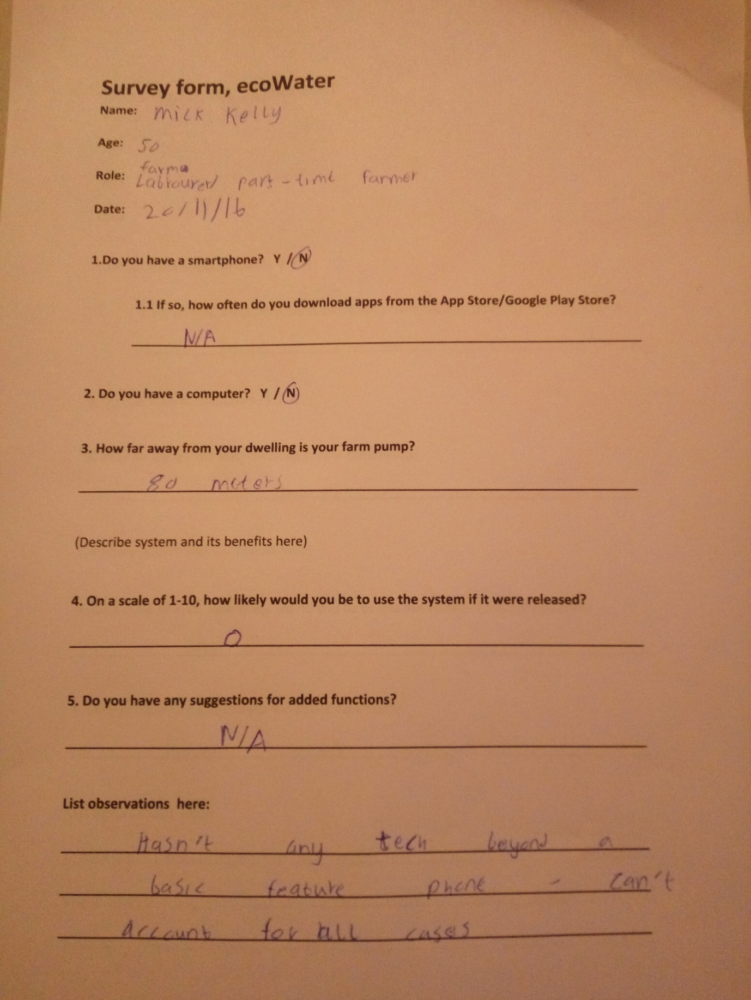 Survey form, ecoWater
Name: Mick Kelly
Age: 50
farm
Role: Labrourer/ part-time farmer
Date: 20/11/16
1.Do you have a smartphone? Y / N
1.1 If so, how often do you download apps from the App Store/Google Play Store?
N/A
2. Do you have a computer? Y / N
3. How far away from your dwelling is your farm pump?
80 meters
(Describe system and its benefits here)
4. On a scale of 1-10, how likely would you be to use the system if it were released?
0
5. Do you have any suggestions for added functions?
N/A
List observations here:
Hasn't any tech beyond a
basic feature phone - can't
account for all cases